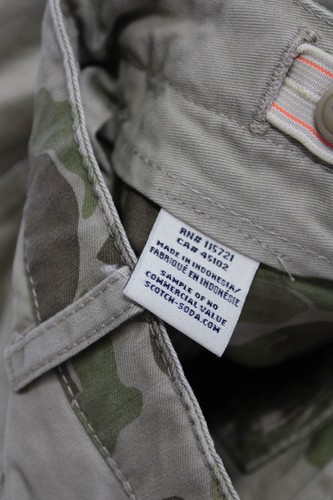 RN# 115721
CA# 45102
MADE IN INDONESIA/
FABRIQUÉ EN INDONÉSIE
SAMPLE OF NO
COMMERCIAL VALUE
SCOTCH-SODA.COM